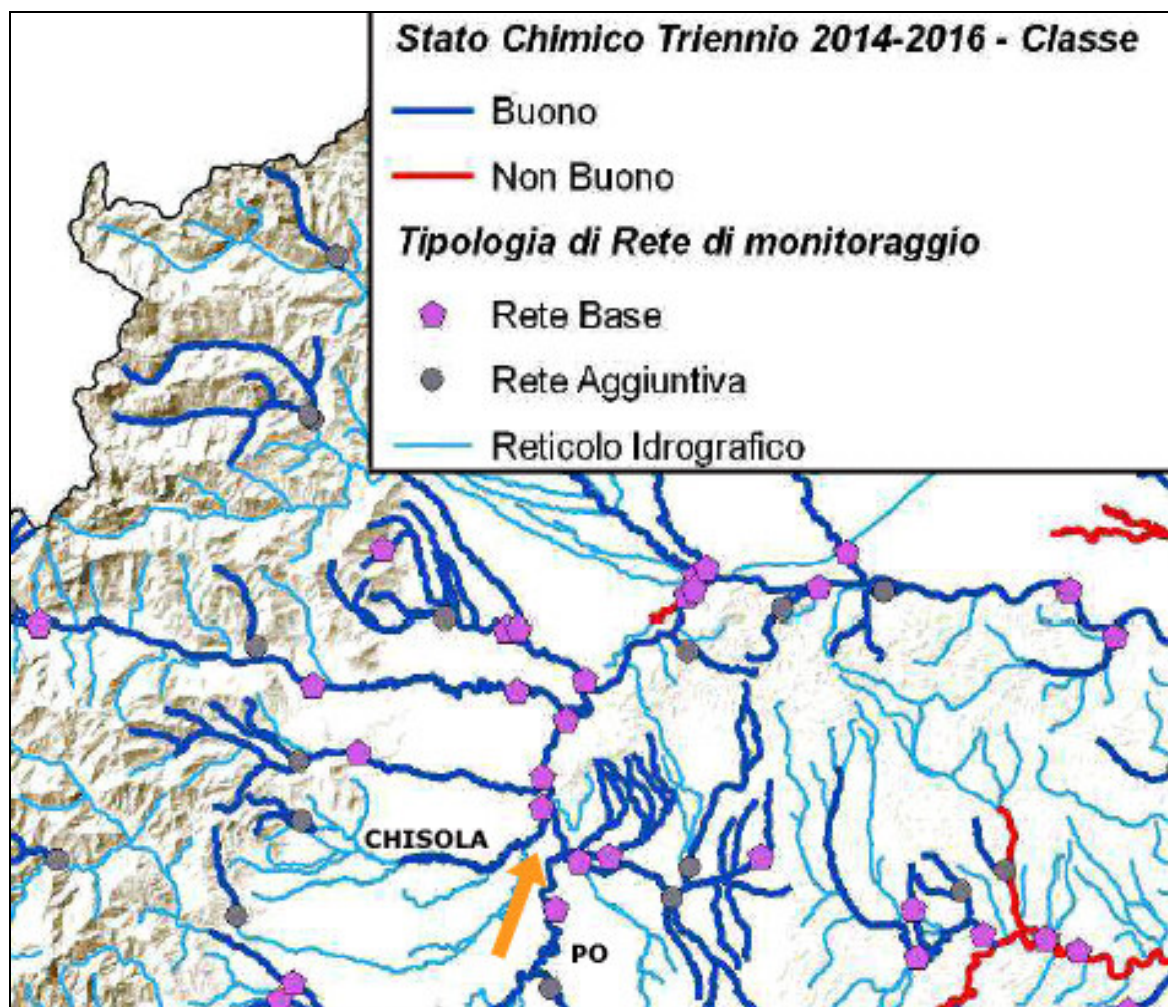 Stato Chimico Triennio 2014-2016 - Classe
Buono
Non Buono
Tipologia di Rete di monitoraggio
Rete Base
Rete Aggiuntiva
Reticolo Idrografico
CHISOLA
PO